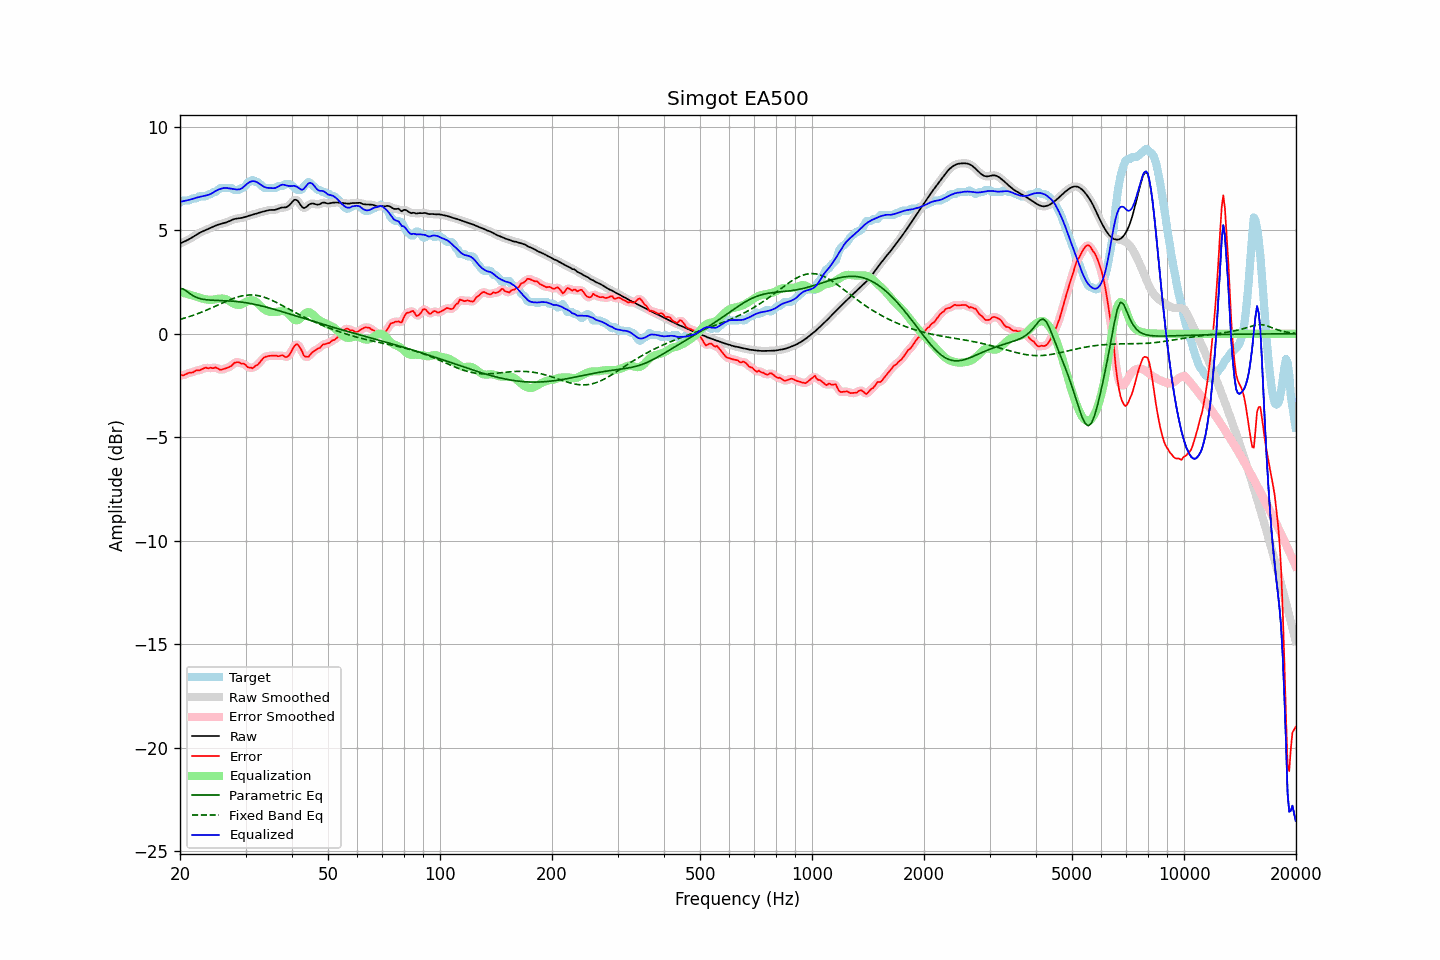 Simgot EA500
Amplitude (dBr)
10
5
0
−5
−10
−15
−20
−25
Target
Raw Smoothed
Error Smoothed
Raw
Error
Equalization
Parametric Eq
Fixed Band Eq
Equalized
20 50 100 200 500 1000 2000 5000 10000 20000
Frequency (Hz)